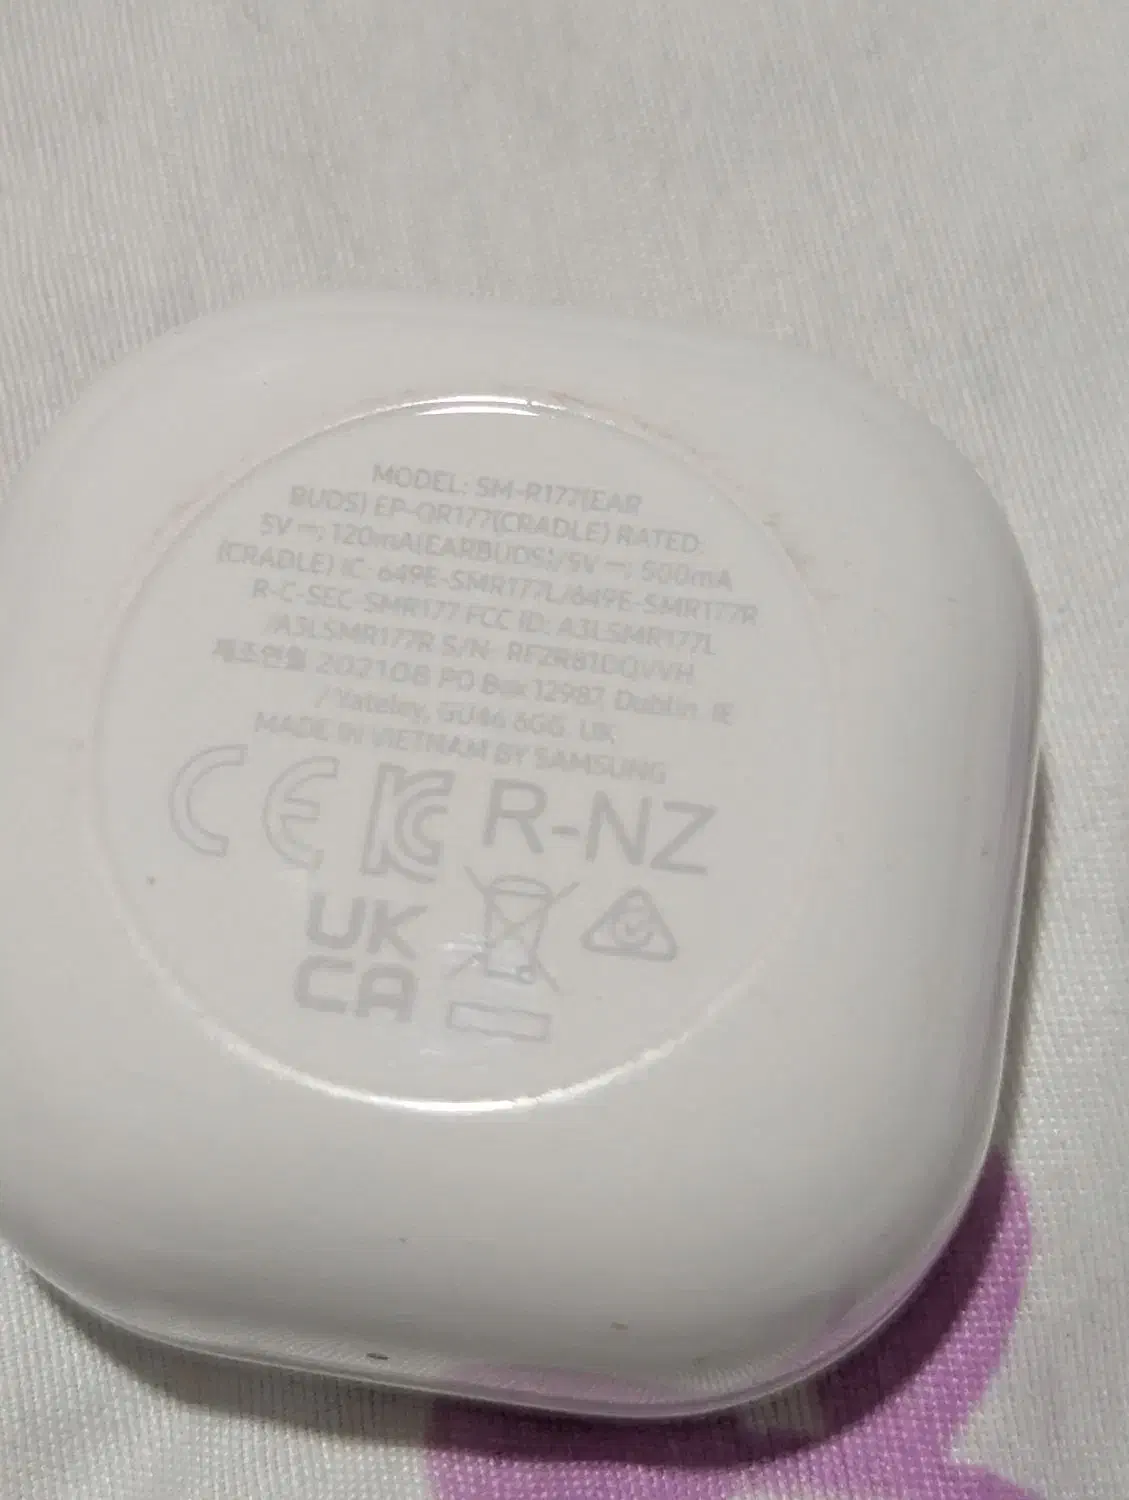 MODEL: SM-R177(EAR
BUDS) EP-QR177(CRADLE) RATED:
5V ⎓; 120mA(EARBUDS)/5V ⎓; 500mA
(CRADLE) IC: 649E-SMR177L/649E-SMR177R
R-C-SEC-SMR177 FCC ID: A3LSMR177L
/A3LSMR177R S/N: RFZR81DQVVH
제조연월 202108 PO Box 12987, Dublin. IE
/ Yateley, GU46 6GG. UK
MADE IN VIETNAM BY SAMSUNG
CE KC R-NZ
UK
CA